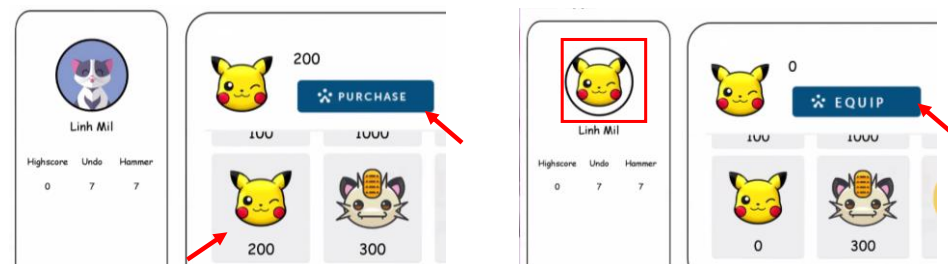 200
PURCHASE
Linh Mil
100 1000
Highscore Undo Hammer
0 7 7
200 300
0
EQUIP
Linh Mil
100 1000
Highscore Undo Hammer
0 7 7
0 300